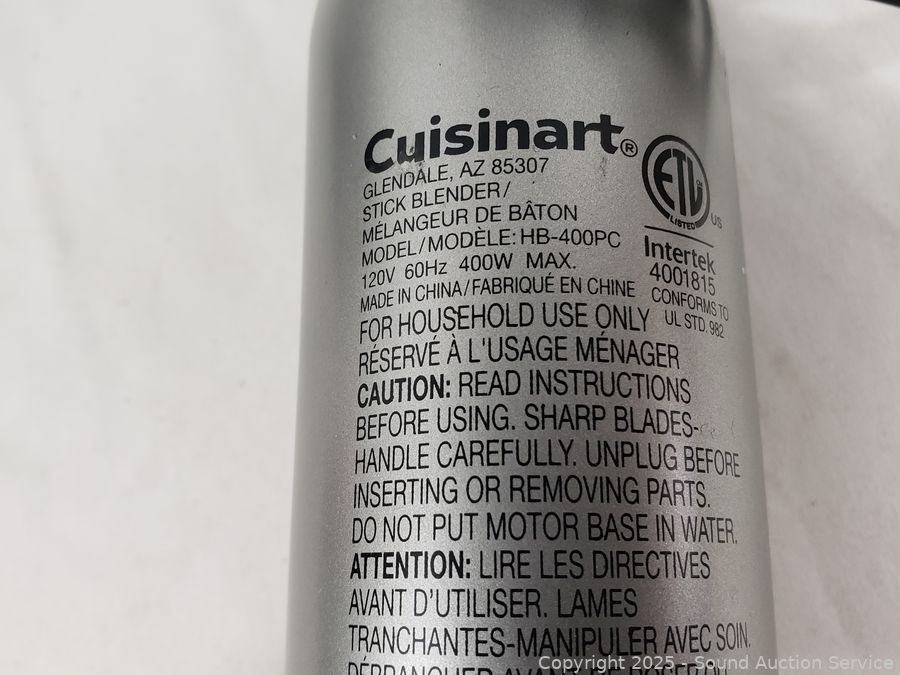 Cuisinart®
GLENDALE, AZ 85307
STICK BLENDER/
MÉLANGEUR DE BÂTON
MODEL/MODÈLE: HB-400PC
120V 60Hz 400W MAX.
MADE IN CHINA/FABRIQUÉ EN CHINE
ETL
LISTED
US
Intertek
4001815
CONFORMS TO
UL STD. 982
FOR HOUSEHOLD USE ONLY
RÉSERVÉ À L'USAGE MÉNAGER
CAUTION: READ INSTRUCTIONS
BEFORE USING. SHARP BLADES-
HANDLE CAREFULLY. UNPLUG BEFORE
INSERTING OR REMOVING PARTS.
DO NOT PUT MOTOR BASE IN WATER.
ATTENTION: LIRE LES DIRECTIVES
AVANT D'UTILISER. LAMES
TRANCHANTES-MANIPULER AVEC SOIN.
DÉBRANCHER AVANT DE
Copyright 2025 - Sound Auction Service